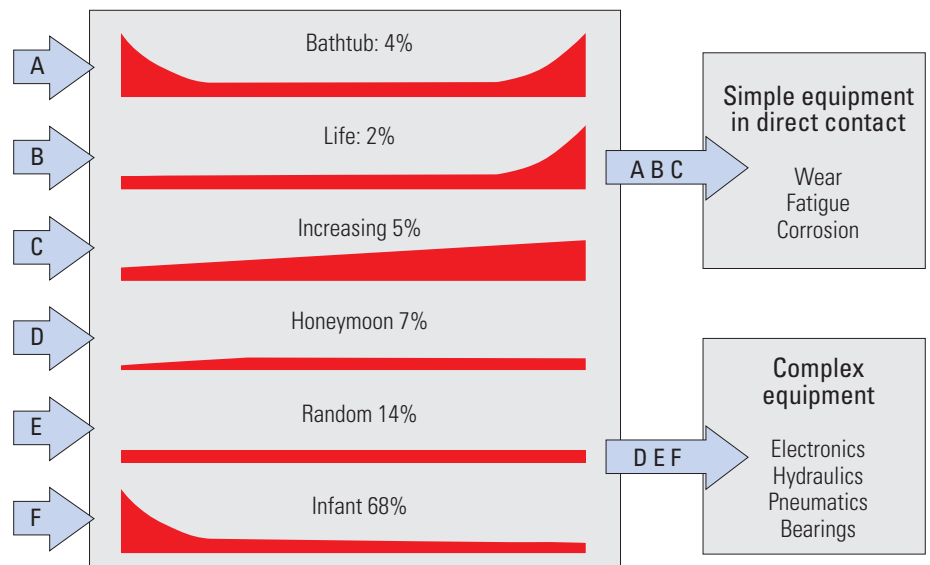 A
Bathtub: 4%
B
Life: 2%
C
Increasing 5%
D
Honeymoon 7%
E
Random 14%
F
Infant 68%
A B C
Simple equipment
in direct contact
Wear
Fatigue
Corrosion
D E F
Complex
equipment
Electronics
Hydraulics
Pneumatics
Bearings